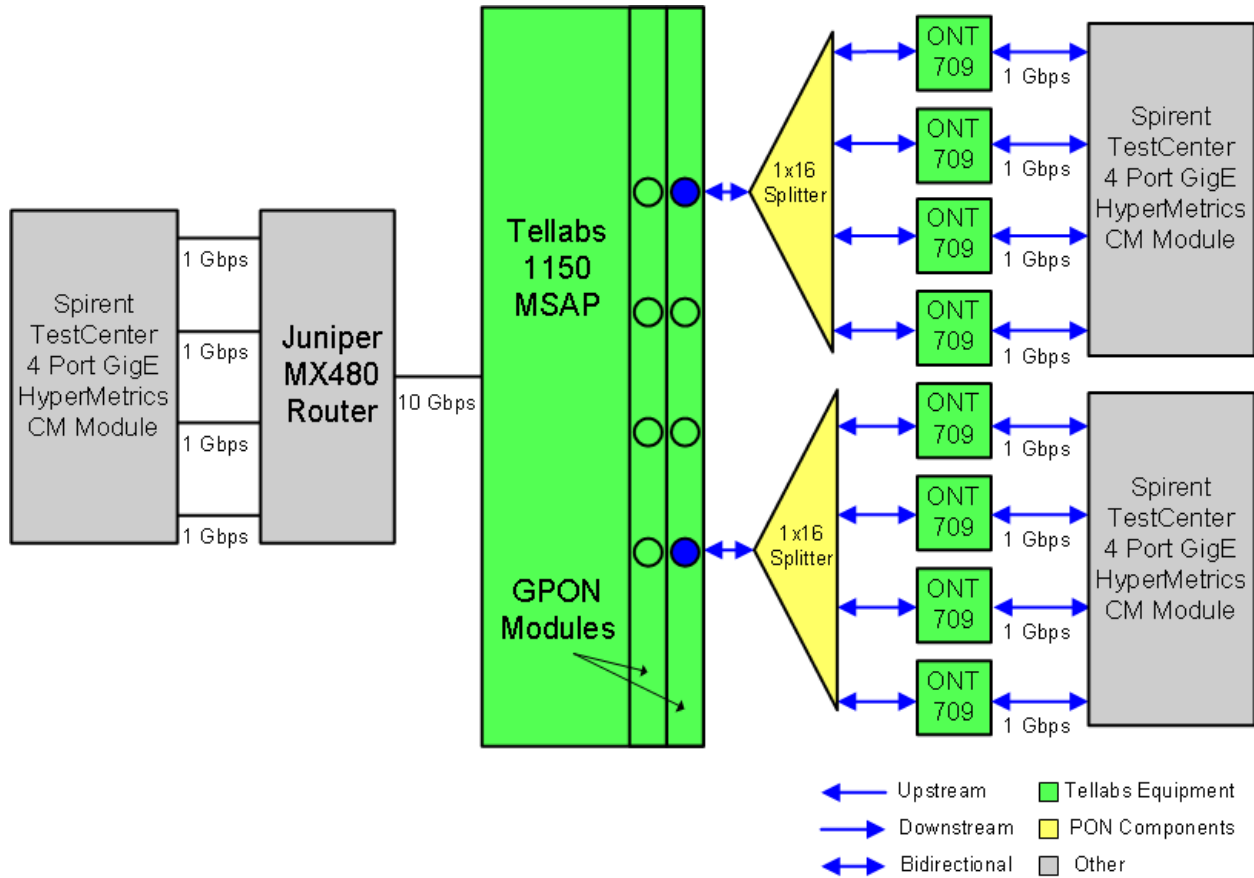 Spirent
TestCenter
4 Port GigE
HyperMetrics
CM Module
1 Gbps
1 Gbps
1 Gbps
1 Gbps
Juniper
MX480
Router
10 Gbps
Tellabs
1150
MSAP
GPON
Modules
1x16
Splitter
1x16
Splitter
ONT
709
1 Gbps
ONT
709
1 Gbps
ONT
709
1 Gbps
ONT
709
1 Gbps
ONT
709
1 Gbps
ONT
709
1 Gbps
ONT
709
1 Gbps
ONT
709
1 Gbps
Spirent
TestCenter
4 Port GigE
HyperMetrics
CM Module
Spirent
TestCenter
4 Port GigE
HyperMetrics
CM Module
Upstream
Tellabs Equipment
Downstream
PON Components
Bidirectional
Other